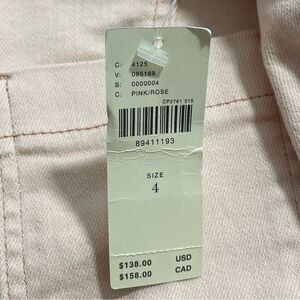 C: 4125
V: 095169
S: 0000004
C: PINK/ROSE
CP2761 315
89411193
SIZE
4
$138.00 USD
$158.00 CAD